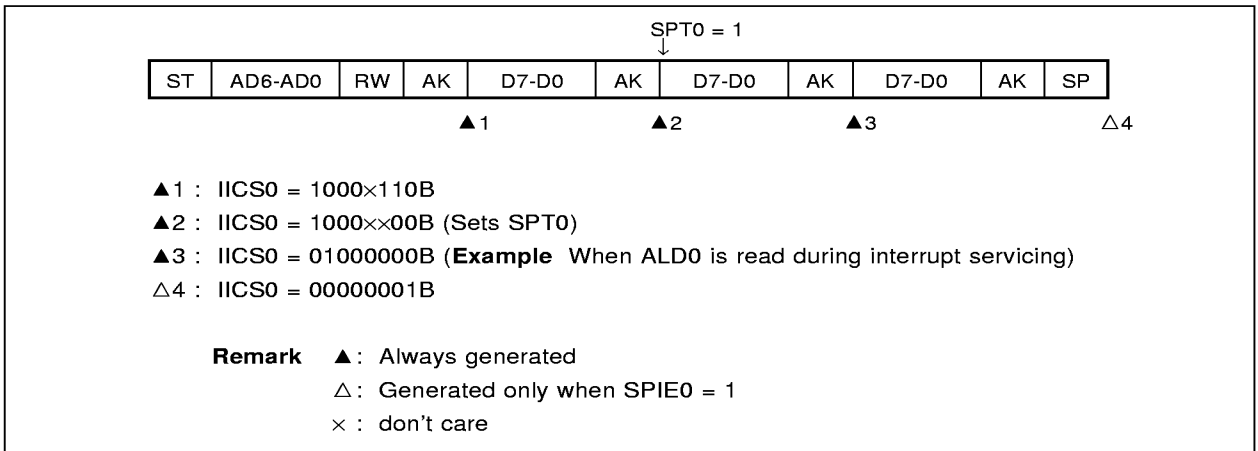 SPT0 = 1
↓
ST AD6-AD0 RW AK D7-D0 AK D7-D0 AK D7-D0 AK SP
▲1 ▲2 ▲3 △4
▲1 : IICS0 = 1000×110B
▲2 : IICS0 = 1000××00B (Sets SPT0)
▲3 : IICS0 = 01000000B (Example When ALD0 is read during interrupt servicing)
△4 : IICS0 = 00000001B
Remark ▲ : Always generated
△ : Generated only when SPIE0 = 1
× : don't care